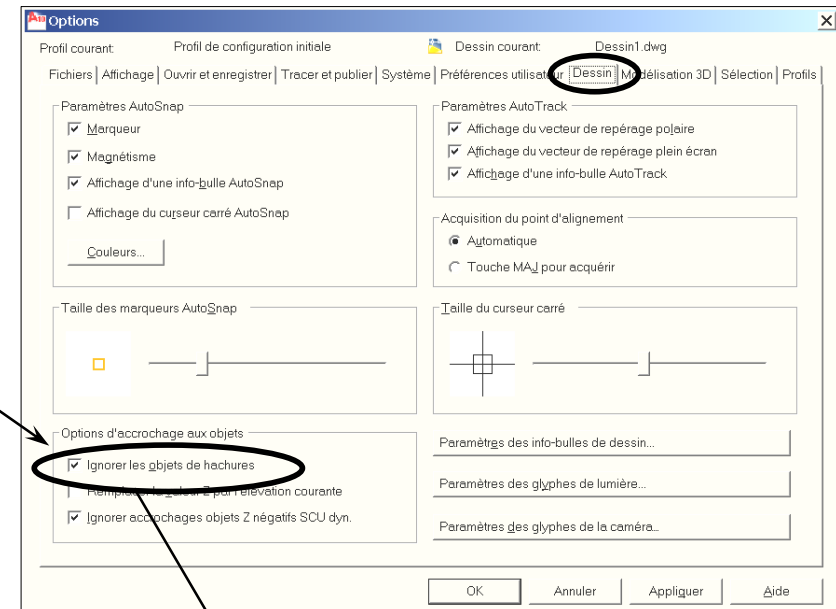 Options
Profil courant: Profil de configuration initiale Dessin courant: Dessin1.dwg
Fichiers Affichage Ouvrir et enregistrer Tracer et publier Système Préférences utilisateur Dessin Modélisation 3D Sélection Profils
Paramètres AutoSnap
Marqueur
Magnétisme
Affichage d'une info-bulle AutoSnap
Affichage du curseur carré AutoSnap
Couleurs...
Paramètres AutoTrack
Affichage du vecteur de repérage polaire
Affichage du vecteur de repérage plein écran
Affichage d'une info-bulle AutoTrack
Acquisition du point d'alignement
Automatique
Touche MAJ pour acquérir
Taille des marqueurs AutoSnap
Taille du curseur carré
Options d'accrochage aux objets
Ignorer les objets de hachures
Remplacer la valeur Z par l'élévation courante
Ignorer accrochages objets Z négatifs SCU dyn.
Paramètres des info-bulles de dessin...
Paramètres des glyphes de lumière...
Paramètres des glyphes de la caméra...
OK Annuler Appliquer Aide